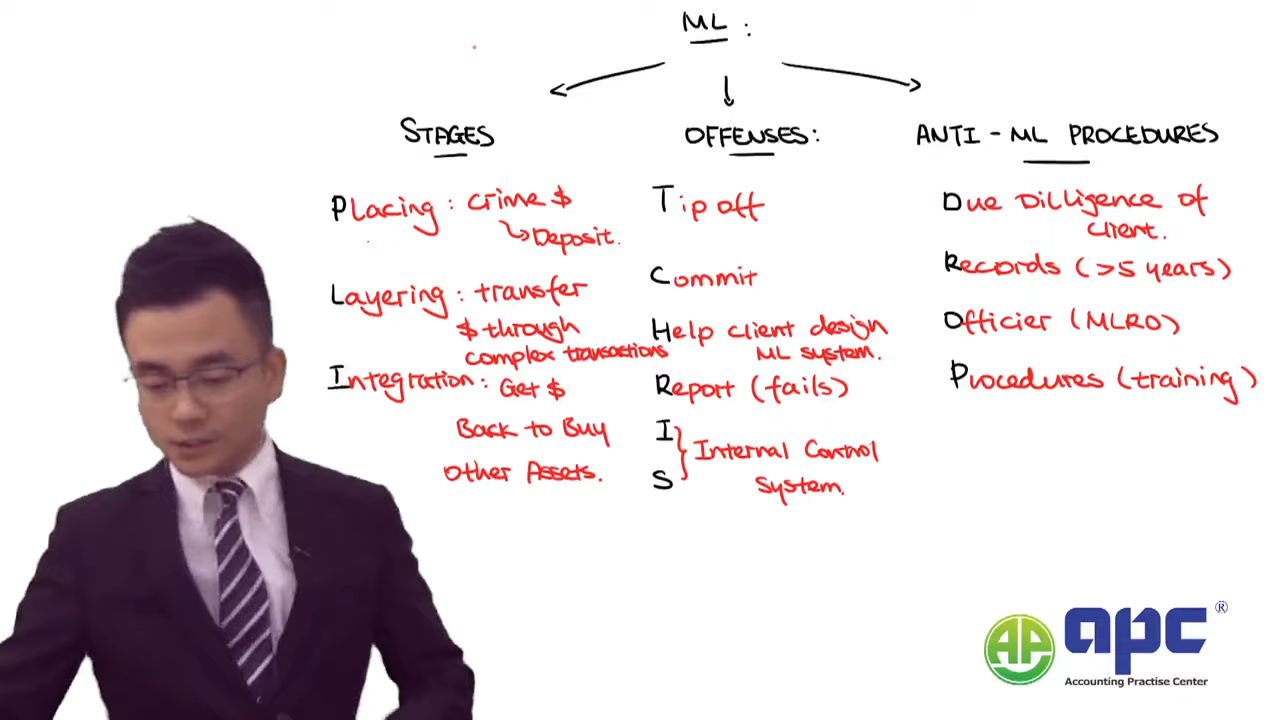 ML :
STAGES
Placing : crime $
↳ Deposit.
Layering : transfer
$ through
complex transactions
Integration : Get $
Back to Buy
Other Assets.
OFFENSES:
Tip off
Commit
Help client design
ML system.
Report (fails)
I
S
Internal Control
System.
ANTI - ML PROCEDURES
Due Dilligence of
client.
Records (>5 years)
Officier (MLRO)
Procedures (training)
AP
apc®
Accounting Practise Center